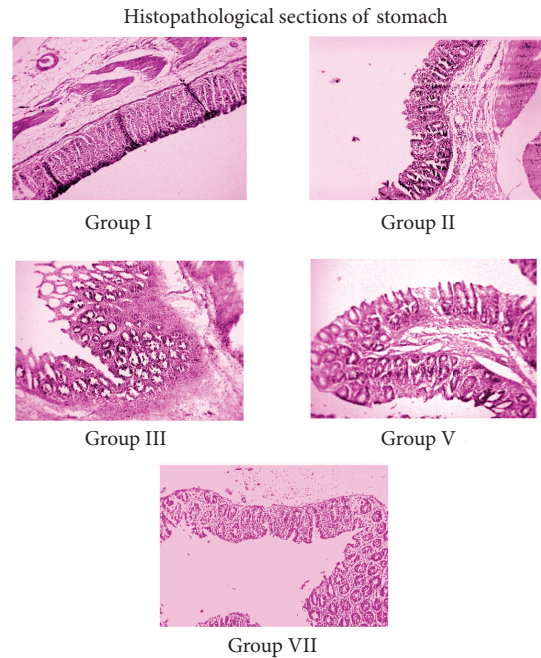 Histopathological sections of stomach
Group I
Group II
Group III
Group V
Group VII